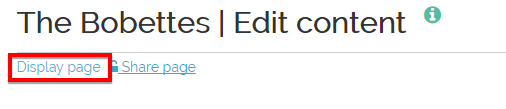 The Bobettes | Edit content
Display page Share page